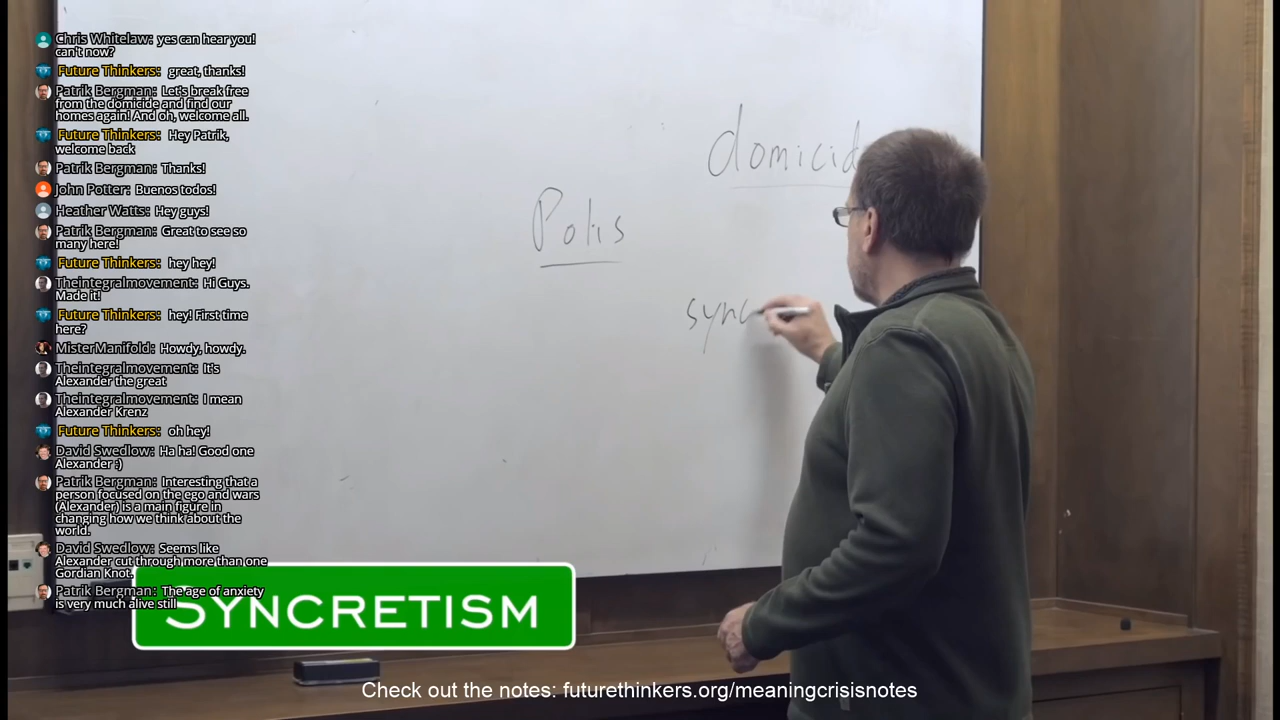 Chris Whitelaw: yes can hear you!
can't now?
Future Thinkers: great, thanks!
Patrik Bergman: Let's break free
from the domicide and find our
homes again! And oh, welcome all.
Future Thinkers: Hey Patrik,
welcome back
Patrik Bergman: Thanks!
John Potter: Buenos todos!
Heather Watts: Hey guys!
Patrik Bergman: Great to see so
many here!
Future Thinkers: hey hey!
Theintegralmovement: Hi Guys.
Made it!
Future Thinkers: hey! First time
here?
MisterManifold: Howdy, howdy.
Theintegralmovement: It's
Alexander the great
Theintegralmovement: I mean
Alexander Krenz
Future Thinkers: oh hey!
David Swedlow: Ha ha! Good one
Alexander :)
Patrik Bergman: Interesting that a
person focused on the ego and wars
(Alexander) is a main figure in
changing how we think about the
world.
David Swedlow: Seems like
Alexander cut through more than one
Gordian Knot.
Patrik Bergman: The age of anxiety
is very much alive still
domicid
Polis
sync
SYNCRETISM
Check out the notes: futurethinkers.org/meaningcrisisnotes